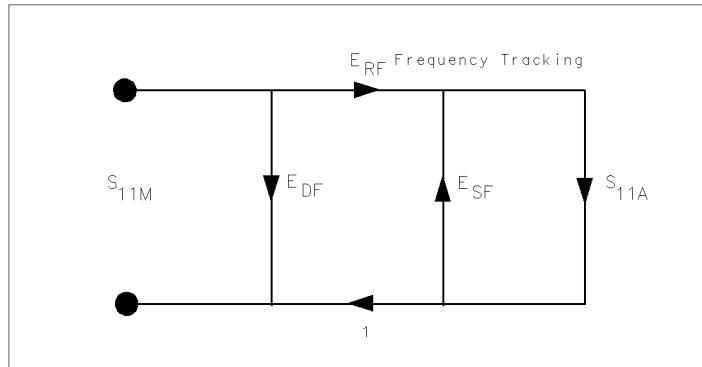 E_RF Frequency Tracking
S_11M
E_DF
E_SF
S_11A
1